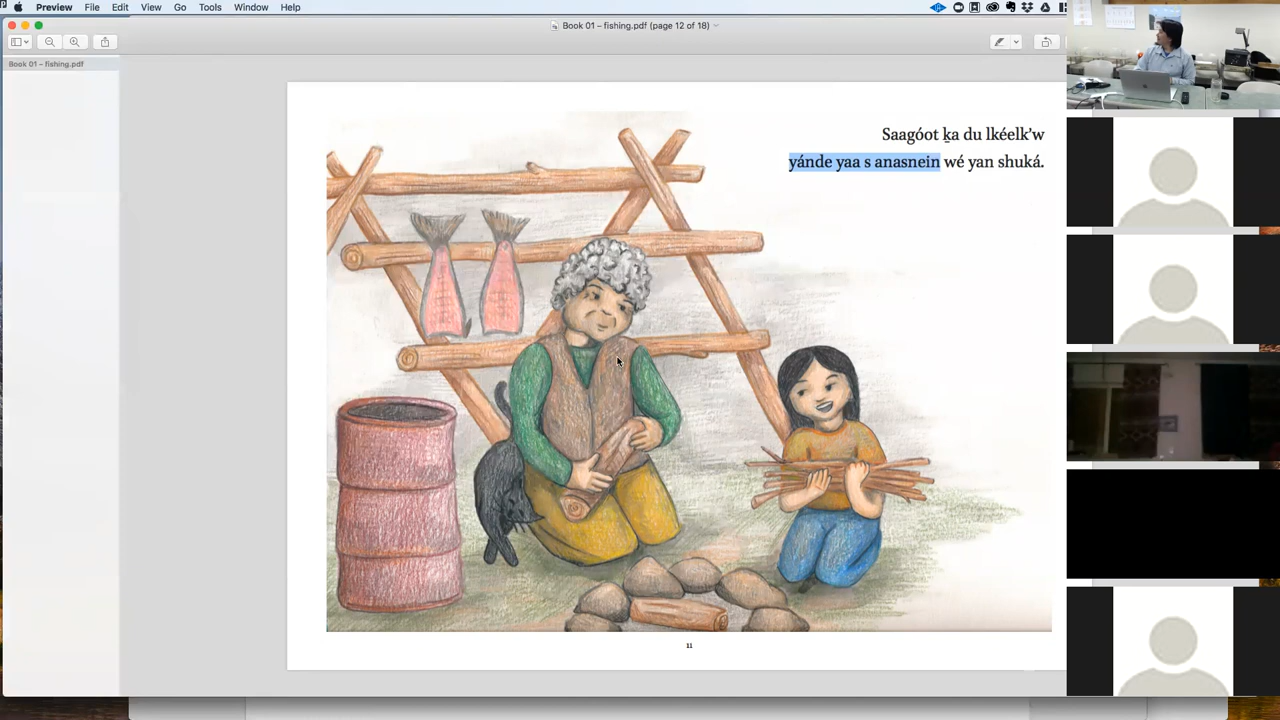 Preview File Edit View Go Tools Window Help
Book 01 – fishing.pdf (page 12 of 18)
Book 01 – fishing.pdf
Saagóot ḵa du lkéelk’w
yánde yaa s anasnein wé yan shuká.
11